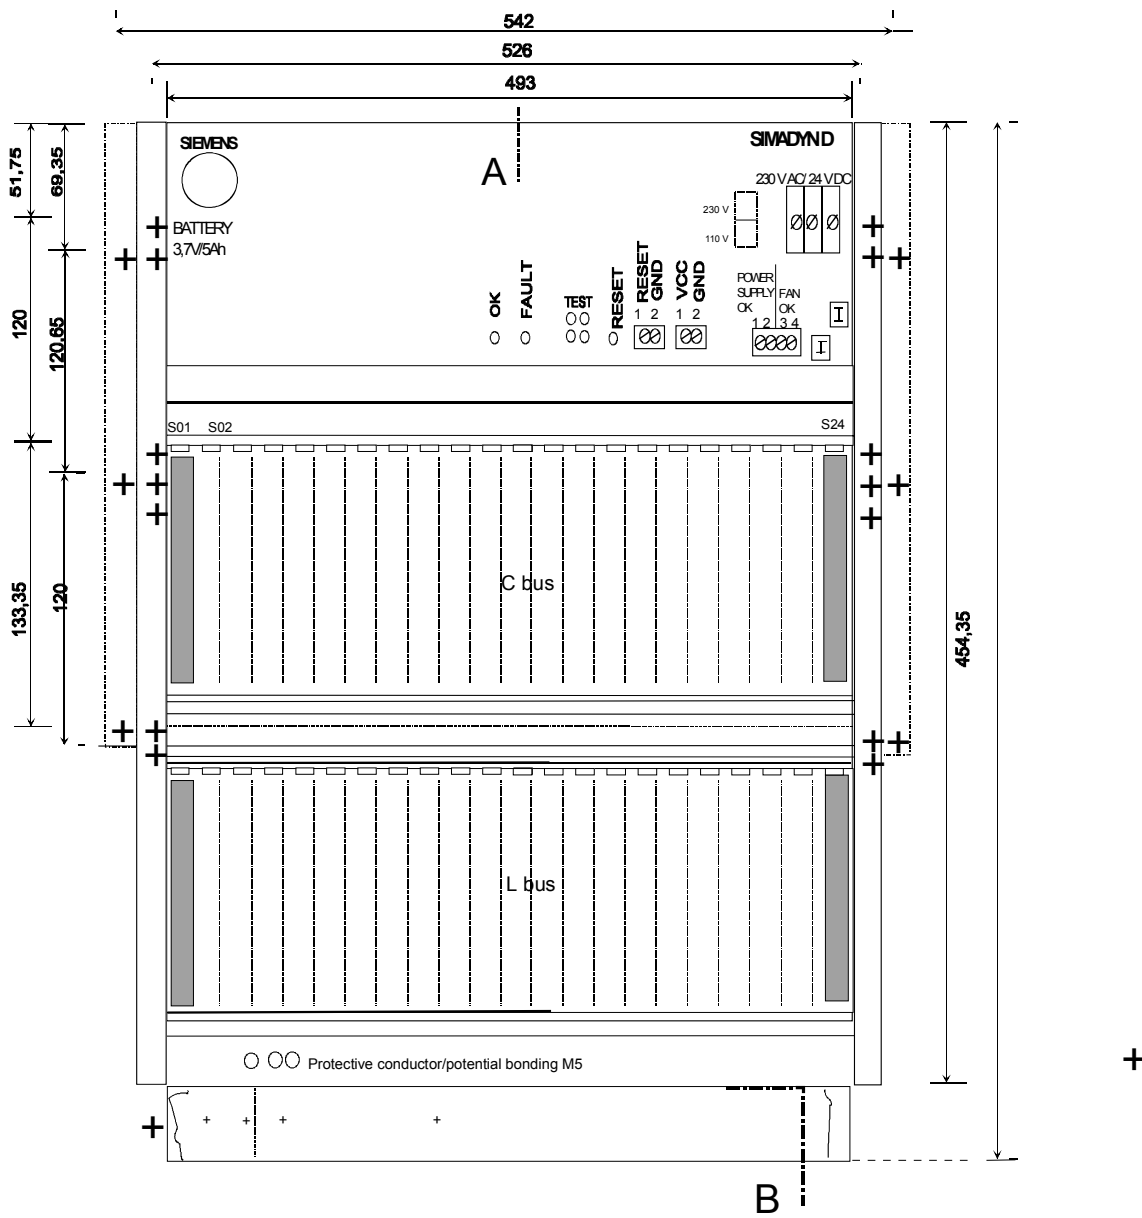 542
526
493
51,75
69,35
120
120,65
133,35
120
454,35
SIEMENS
SIMADYN D
A
230 V AC/ 24 VDC
230 V
110 V
BATTERY
3,7V/5Ah
OK
FAULT
TEST
RESET
RESET
GND
1 2
VCC
GND
1 2
POWER
SUPPLY
OK
FAN
OK
1 2 3 4
I
I
S01 S02 S24
C bus
L bus
Protective conductor/potential bonding M5
B